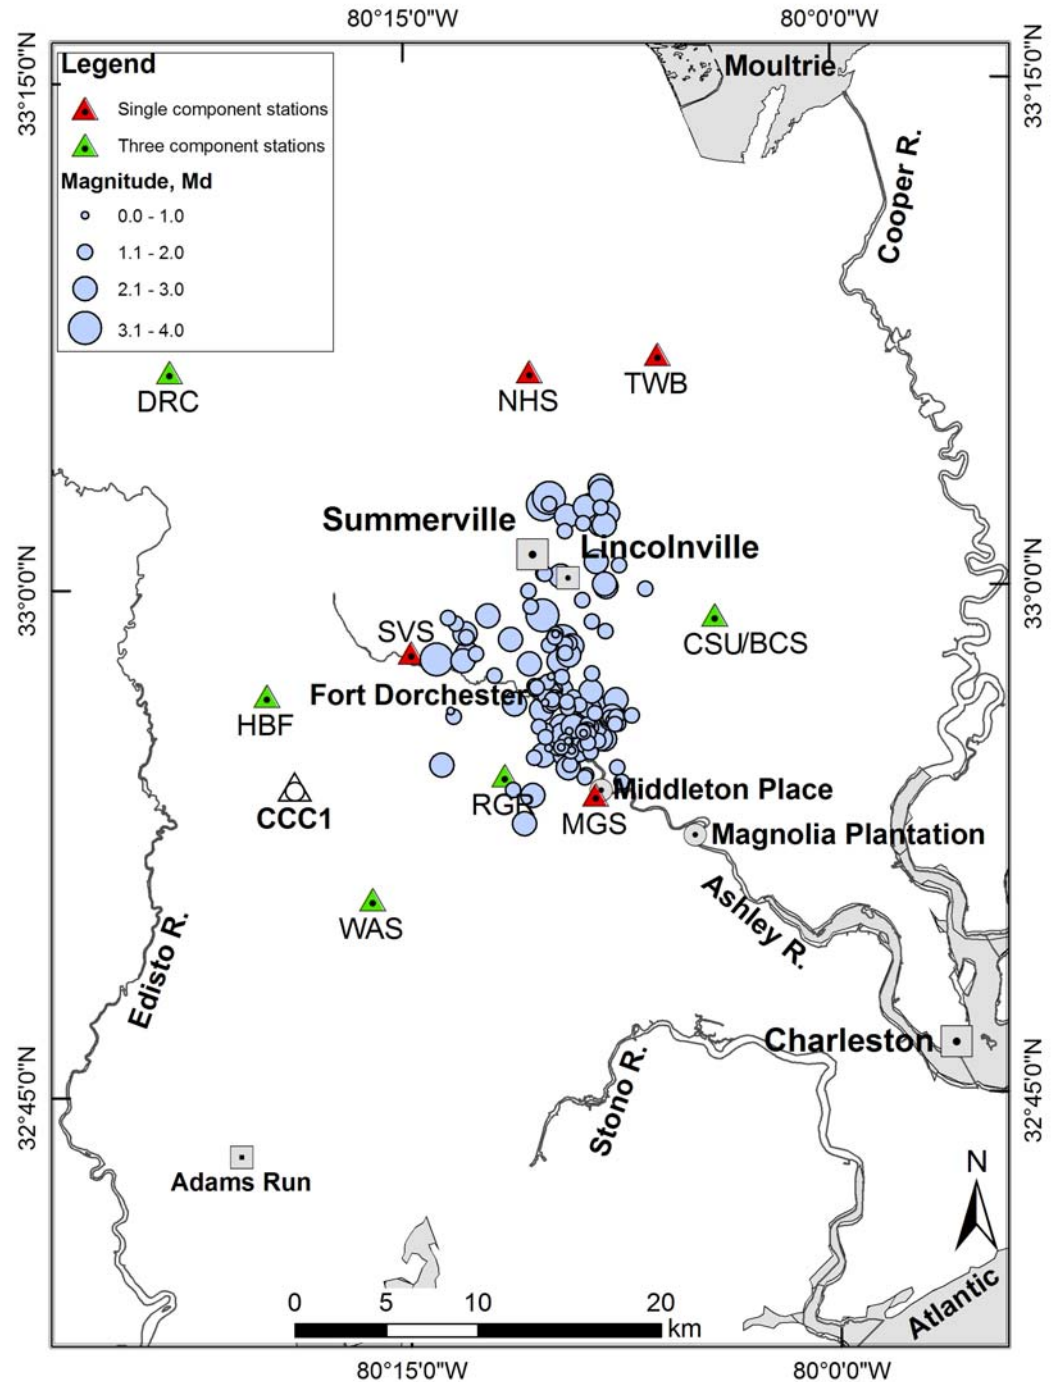 80°15'0"W
80°0'0"W
33°15'0"N
33°15'0"N
Legend
Single component stations
Three component stations
Magnitude, Md
0.0 - 1.0
1.1 - 2.0
2.1 - 3.0
3.1 - 4.0
Moultrie
Cooper R.
DRC
NHS
TWB
Summerville
Lincolnville
33°0'0"N
33°0'0"N
SVS
CSU/BCS
Fort Dorchester
HBF
CCC1
RGR
MGS
Middleton Place
Magnolia Plantation
Ashley R.
WAS
Edisto R.
Charleston
Stono R.
32°45'0"N
32°45'0"N
Adams Run
N
Atlantic
0 5 10 20
km
80°15'0"W
80°0'0"W